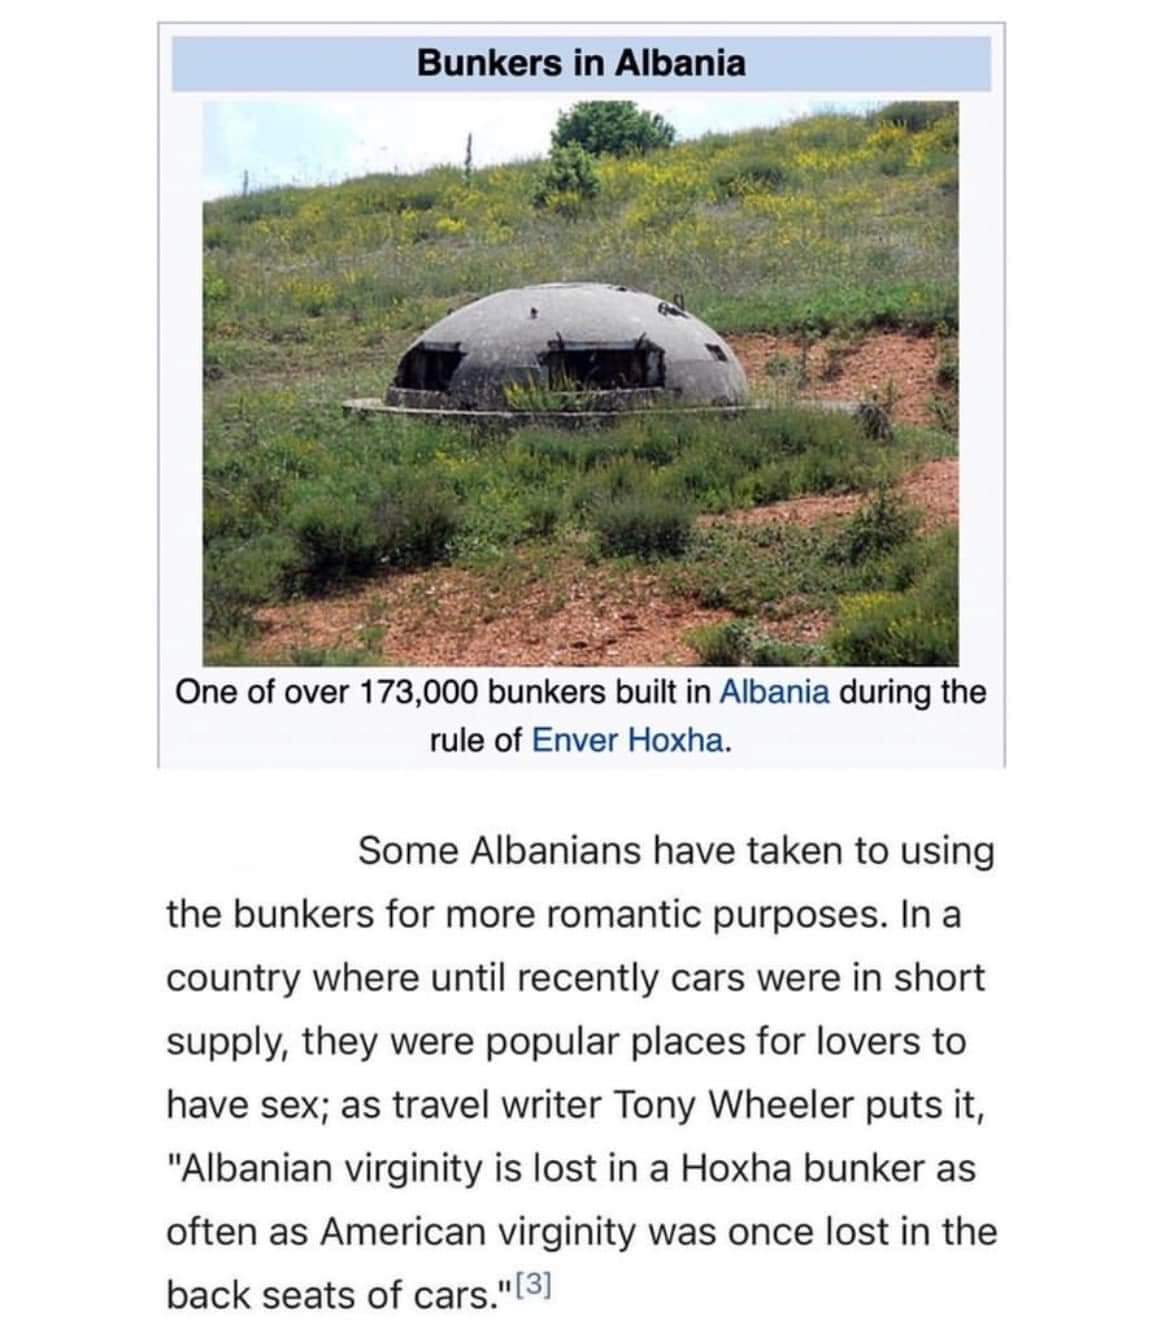 Bunkers in Albania
One of over 173,000 bunkers built in Albania during the
rule of Enver Hoxha.
Some Albanians have taken to using
the bunkers for more romantic purposes. In a
country where until recently cars were in short
supply, they were popular places for lovers to
have sex; as travel writer Tony Wheeler puts it,
"Albanian virginity is lost in a Hoxha bunker as
often as American virginity was once lost in the
back seats of cars."[3]